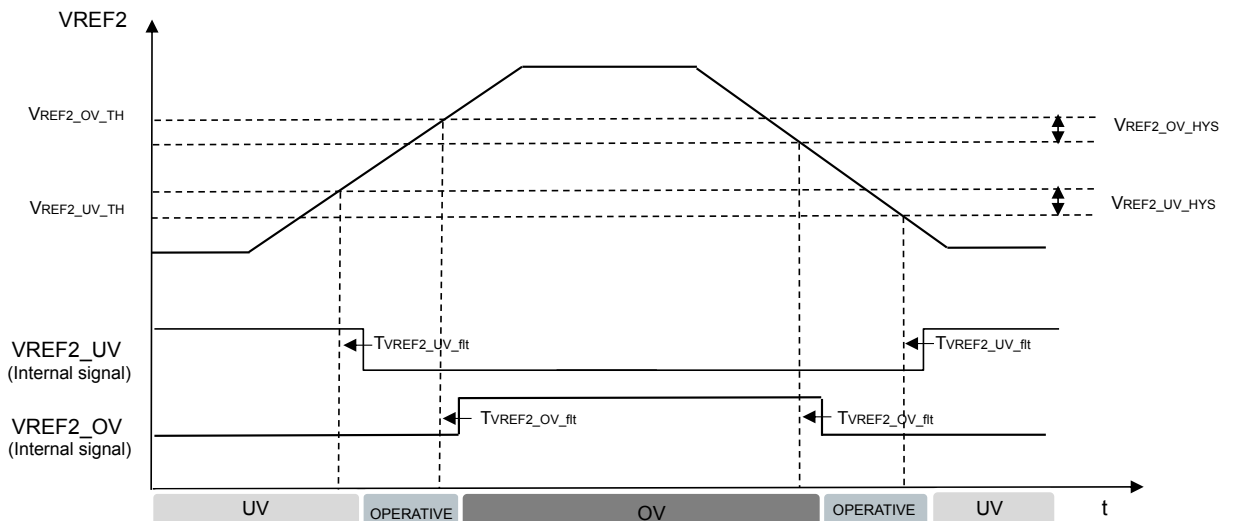 VREF2
VREF2_OV_TH
VREF2_OV_HYS
VREF2_UV_TH
VREF2_UV_HYS
VREF2_UV
(Internal signal)
TVREF2_UV_flt
TVREF2_UV_flt
VREF2_OV
(Internal signal)
TVREF2_OV_flt
TVREF2_OV_flt
UV
OPERATIVE
OV
OPERATIVE
UV
t